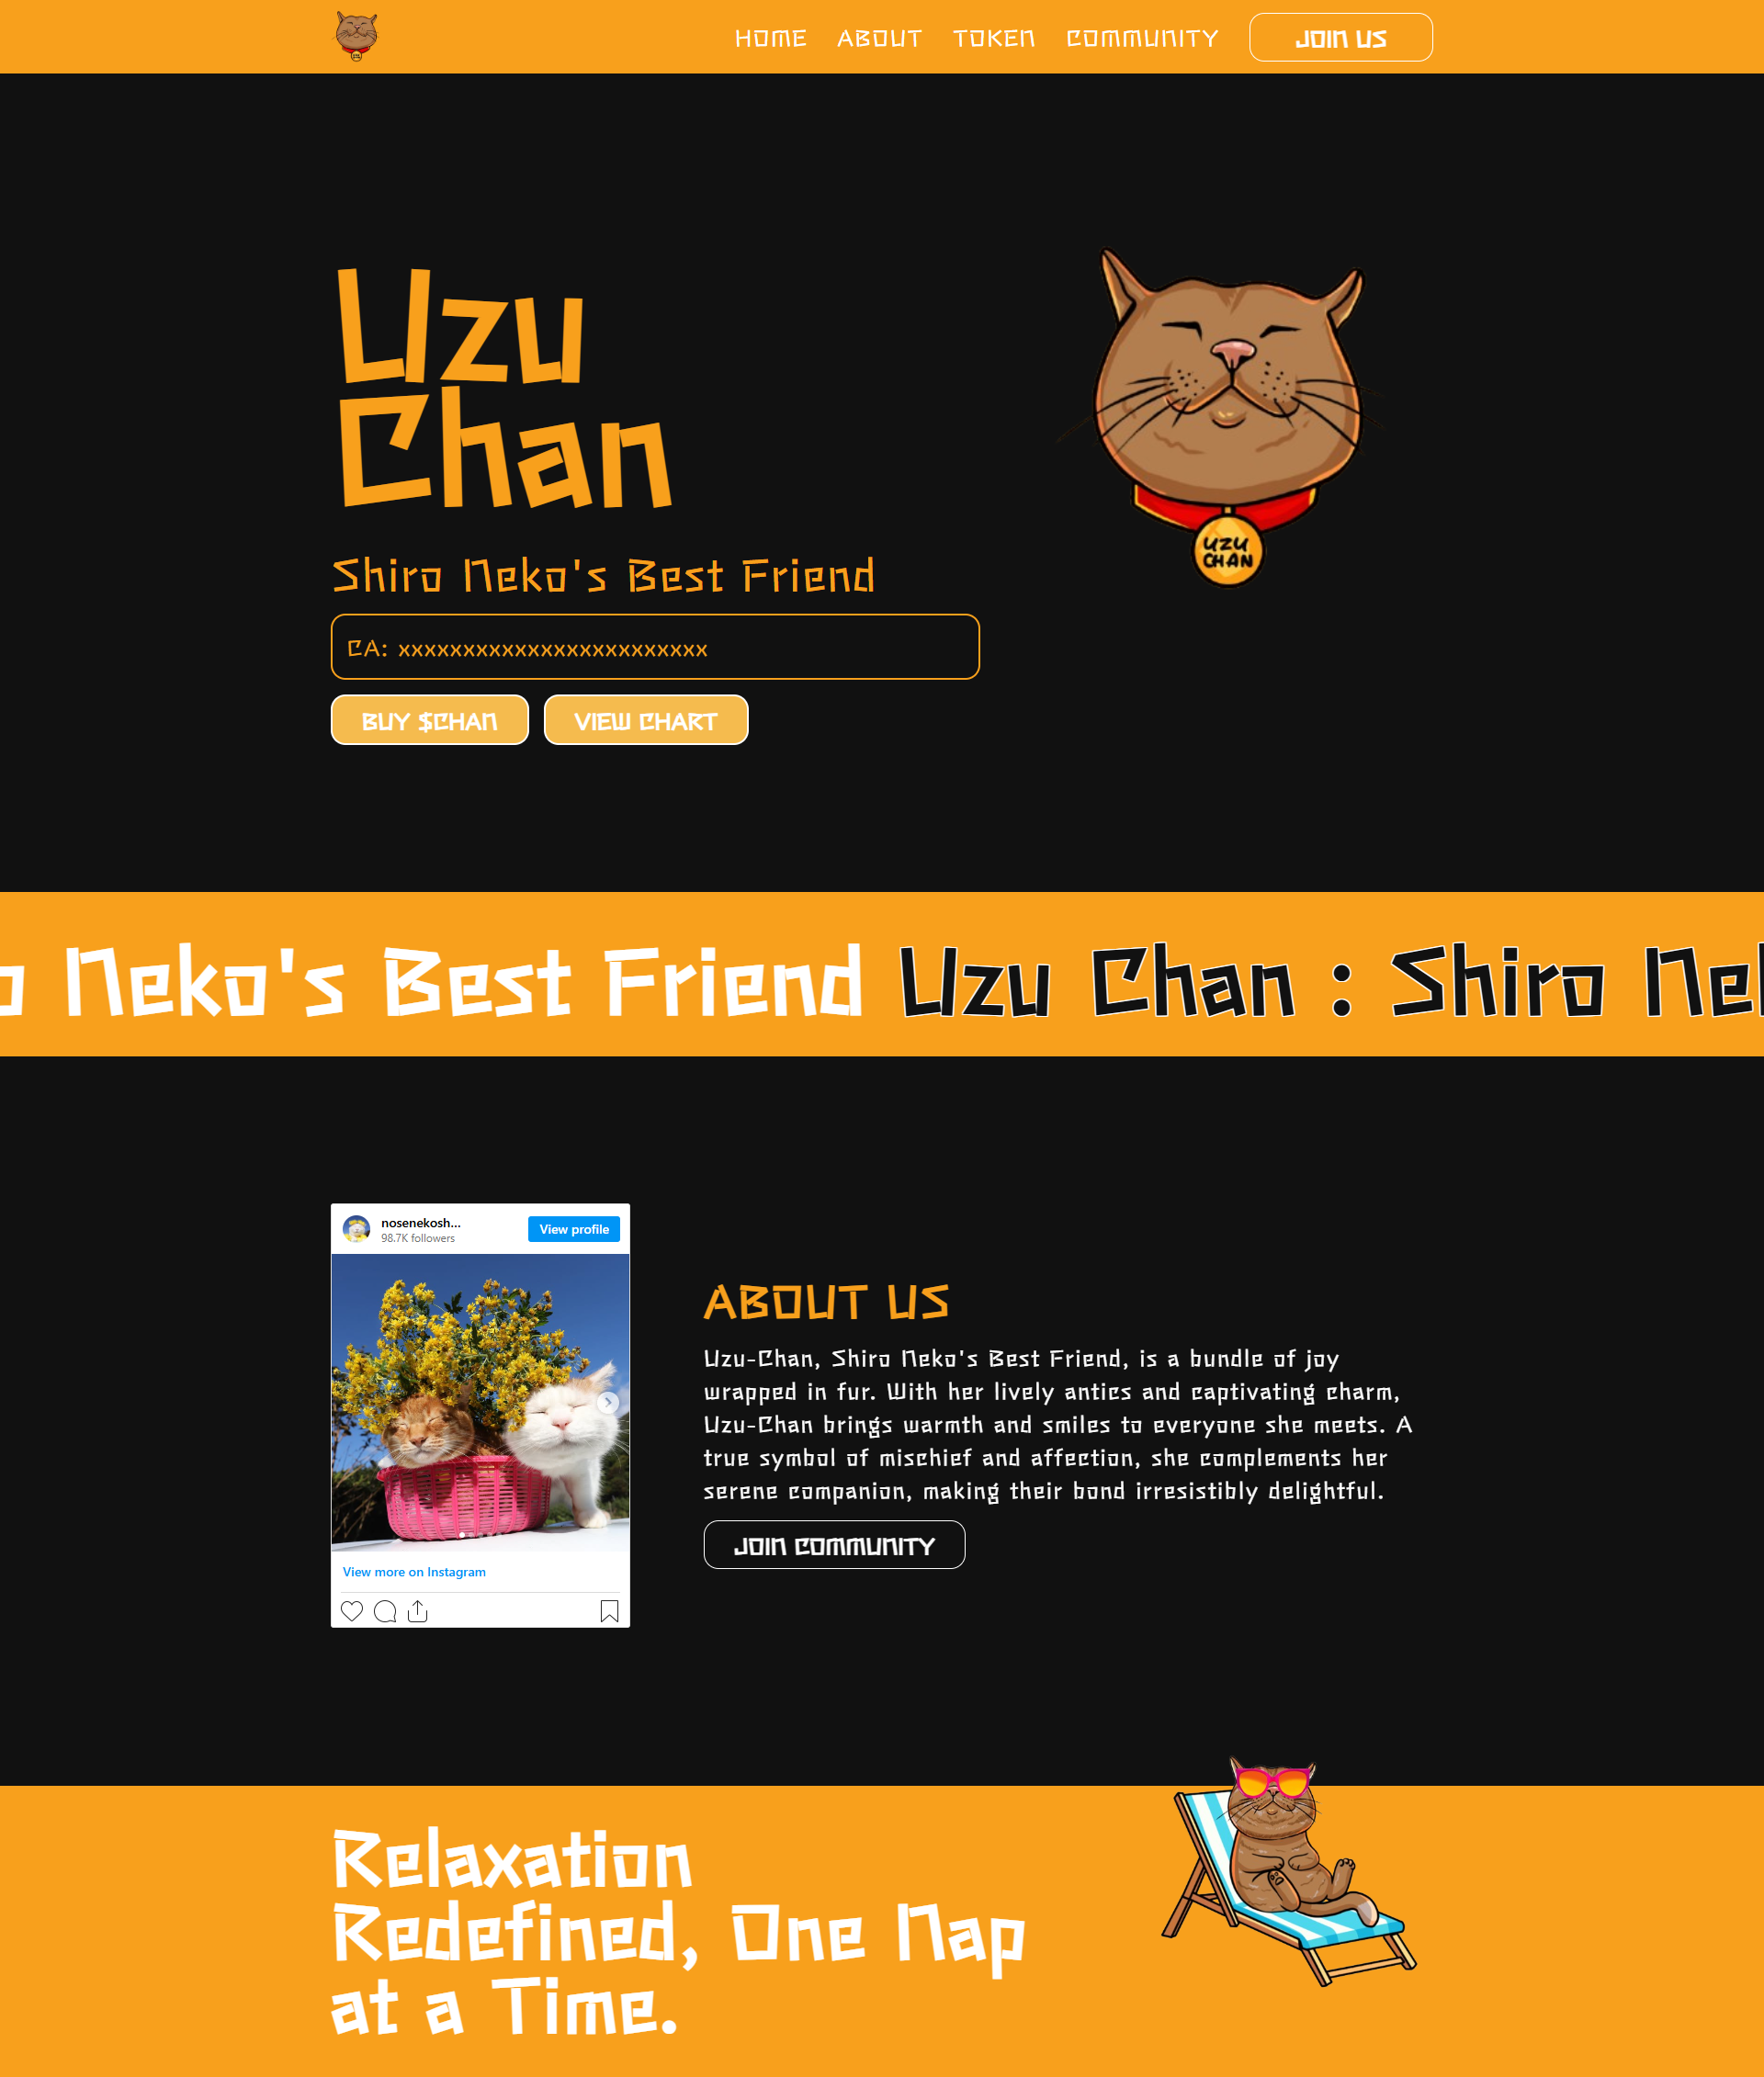 HOME ABOUT TOKEN COMMUNITY JOIN US
Uzu
Chan
UZU
CHAN
Shiro Neko's Best Friend
CA: xxxxxxxxxxxxxxxxxxxxxxxx
BUY $CHAN VIEW CHART
o Neko's Best Friend Uzu Chan : Shiro Nek
nosenekosh...
98.7K followers
View profile
View more on Instagram
ABOUT US
Uzu-Chan, Shiro Neko's Best Friend, is a bundle of joy
wrapped in fur. With her lively antics and captivating charm,
Uzu-Chan brings warmth and smiles to everyone she meets. A
true symbol of mischief and affection, she complements her
serene companion, making their bond irresistibly delightful.
JOIN COMMUNITY
Relaxation
Redefined, One Nap
at a Time.